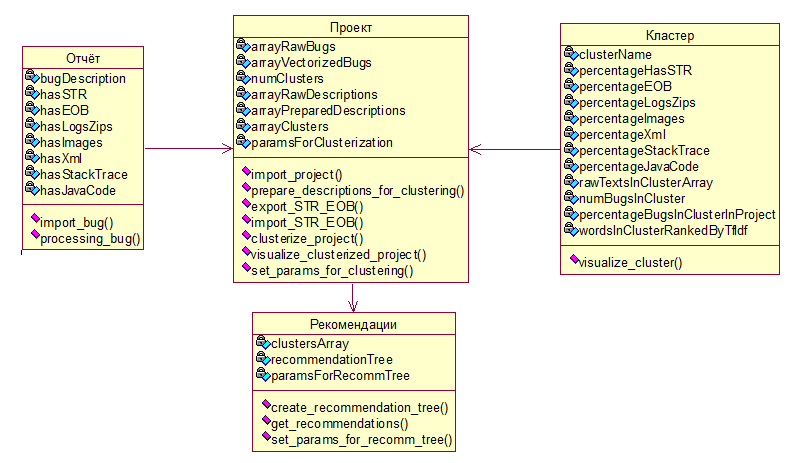 Отчёт
bugDescription
hasSTR
hasEOB
hasLogsZips
hasImages
hasXml
hasStackTrace
hasJavaCode
import_bug()
processing_bug()
Проект
arrayRawBugs
arrayVectorizedBugs
numClusters
arrayRawDescriptions
arrayPreparedDescriptions
arrayClusters
paramsForClusterization
import_project()
prepare_descriptions_for_clustering()
export_STR_EOB()
import_STR_EOB()
clusterize_project()
visualize_clusterized_project()
set_params_for_clustering()
Кластер
clusterName
percentageHasSTR
percentageEOB
percentageLogsZips
percentageImages
percentageXml
percentageStackTrace
percentageJavaCode
rawTextsInClusterArray
numBugsInCluster
percentageBugsInClusterInProject
wordsInClusterRankedByTfIdf
visualize_cluster()
Рекомендации
clustersArray
recommendationTree
paramsForRecommTree
create_recommendation_tree()
get_recommendations()
set_params_for_recomm_tree()